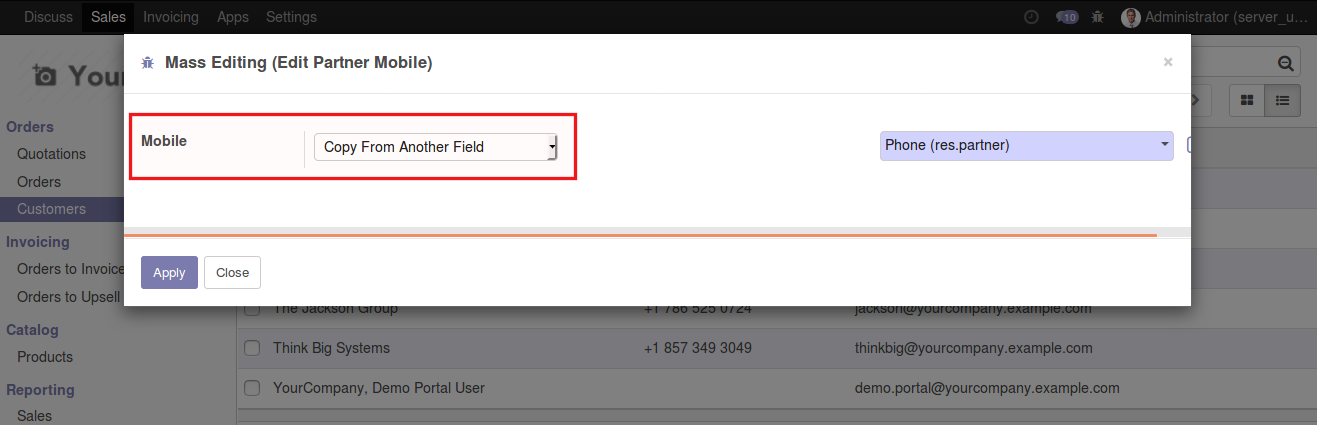 Discuss Sales Invoicing Apps Settings 10 Administrator (server_u...
Mass Editing (Edit Partner Mobile) ×
Your
Mobile Copy From Another Field Phone (res.partner)
Orders
Quotations
Orders
Customers
Invoicing
Orders to Invoice
Orders to Upsell
Catalog
Products
Reporting
Sales
Apply Close
The Jackson Group +1 786 525 0724 jackson@yourcompany.example.com
Think Big Systems +1 857 349 3049 thinkbig@yourcompany.example.com
YourCompany, Demo Portal User demo.portal@yourcompany.example.com